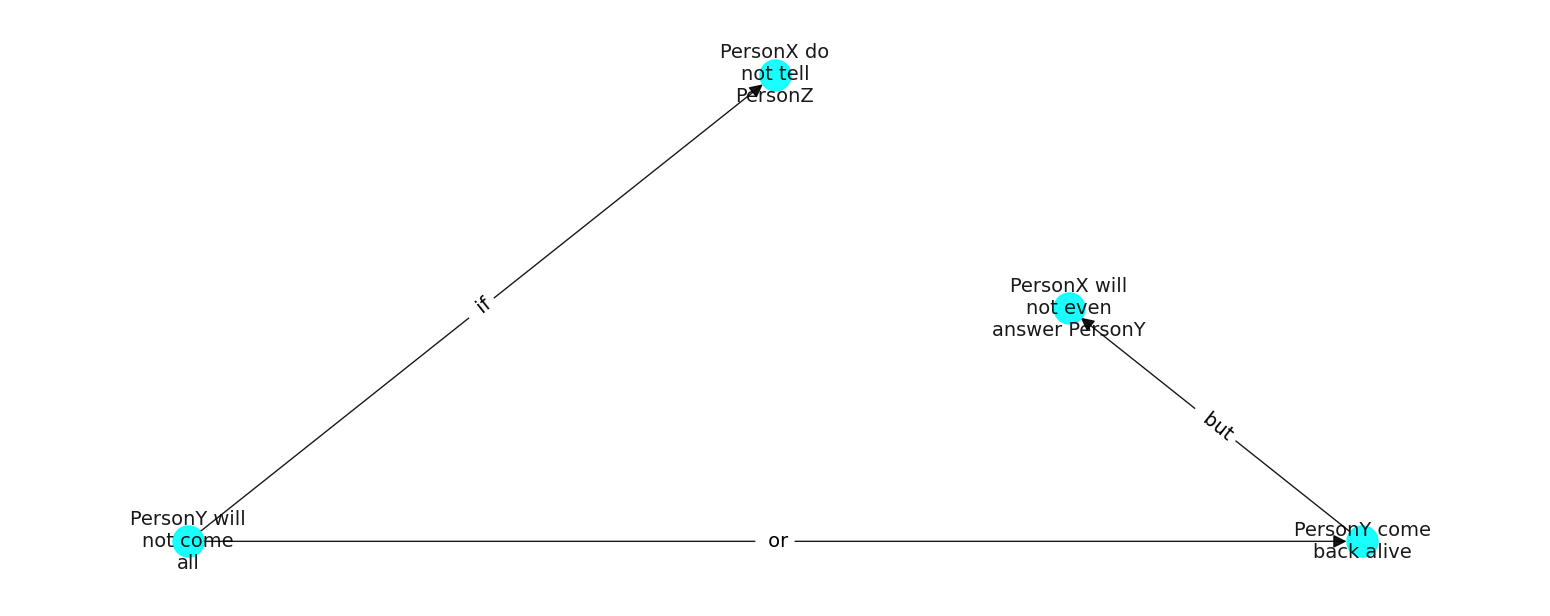 PersonX do
not tell
PersonZ
if
PersonX will
not even
answer PersonY
but
PersonY will
not come
all
or
PersonY come
back alive